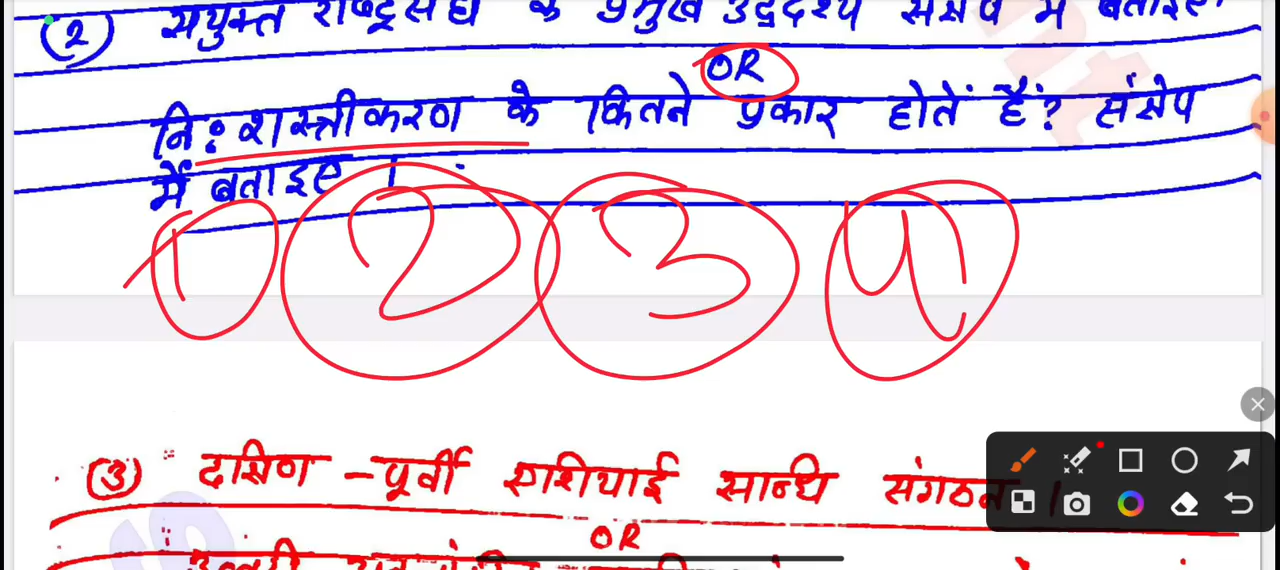 (2) सयुक्त राष्ट्रसंघ के प्रमुख उद्देश्य संक्षेप में बताइए
OR
नि:शस्त्रीकरण के कितने प्रकार होतें हैं? संक्षेप
में बताइए ।
1 2 3 4
(3) दक्षिण - पूर्वी एशियाई सन्धि संगठन ।
OR